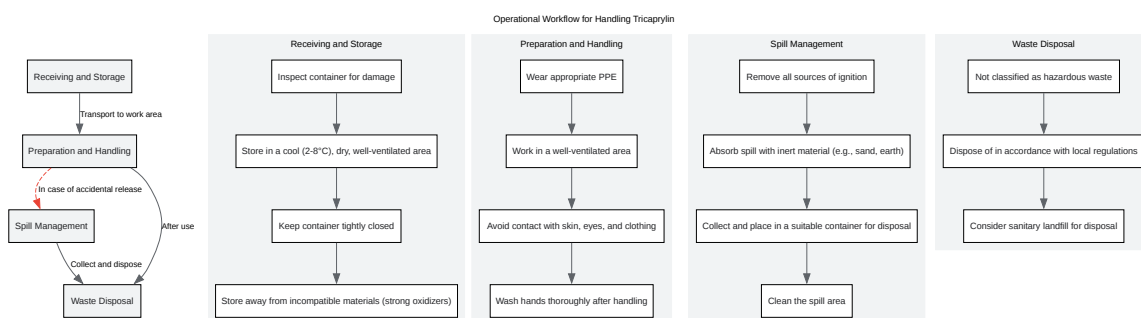 Operational Workflow for Handling Tricaprylin
Receiving and Storage
Transport to work area
Preparation and Handling
In case of accidental release
Spill Management
After use
Collect and dispose
Waste Disposal
Receiving and Storage
Inspect container for damage
Store in a cool (2-8°C), dry, well-ventilated area
Keep container tightly closed
Store away from incompatible materials (strong oxidizers)
Preparation and Handling
Wear appropriate PPE
Work in a well-ventilated area
Avoid contact with skin, eyes, and clothing
Wash hands thoroughly after handling
Spill Management
Remove all sources of ignition
Absorb spill with inert material (e.g., sand, earth)
Collect and place in a suitable container for disposal
Clean the spill area
Waste Disposal
Not classified as hazardous waste
Dispose of in accordance with local regulations
Consider sanitary landfill for disposal